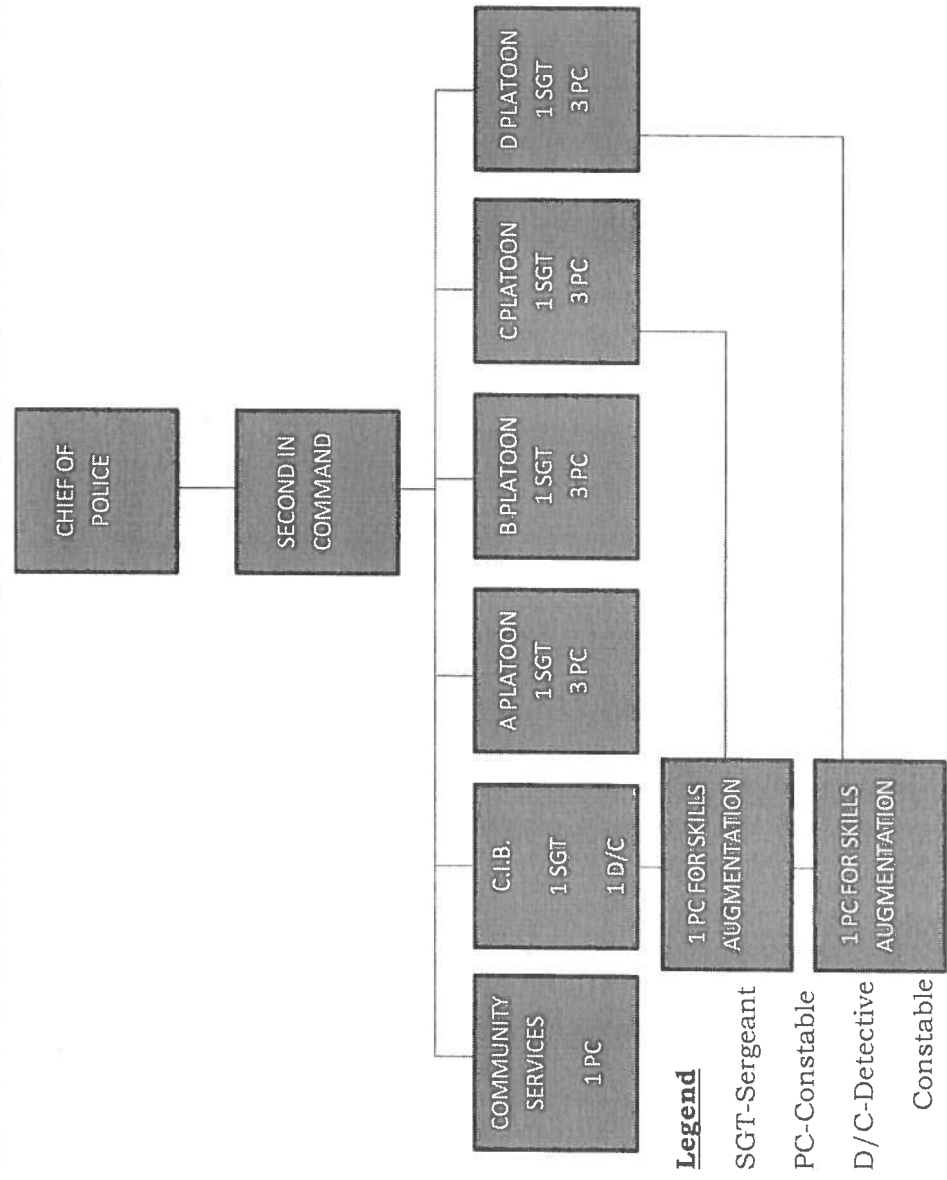 CHIEF OF
POLICE
SECOND IN
COMMAND
COMMUNITY
SERVICES
1 PC
C.I.B.
1 SGT
1 D/C
A PLATOON
1 SGT
3 PC
B PLATOON
1 SGT
3 PC
C PLATOON
1 SGT
3 PC
D PLATOON
1 SGT
3 PC
1 PC FOR SKILLS
AUGMENTATION
1 PC FOR SKILLS
AUGMENTATION
Legend
SGT-Sergeant
PC-Constable
D/C-Detective
Constable